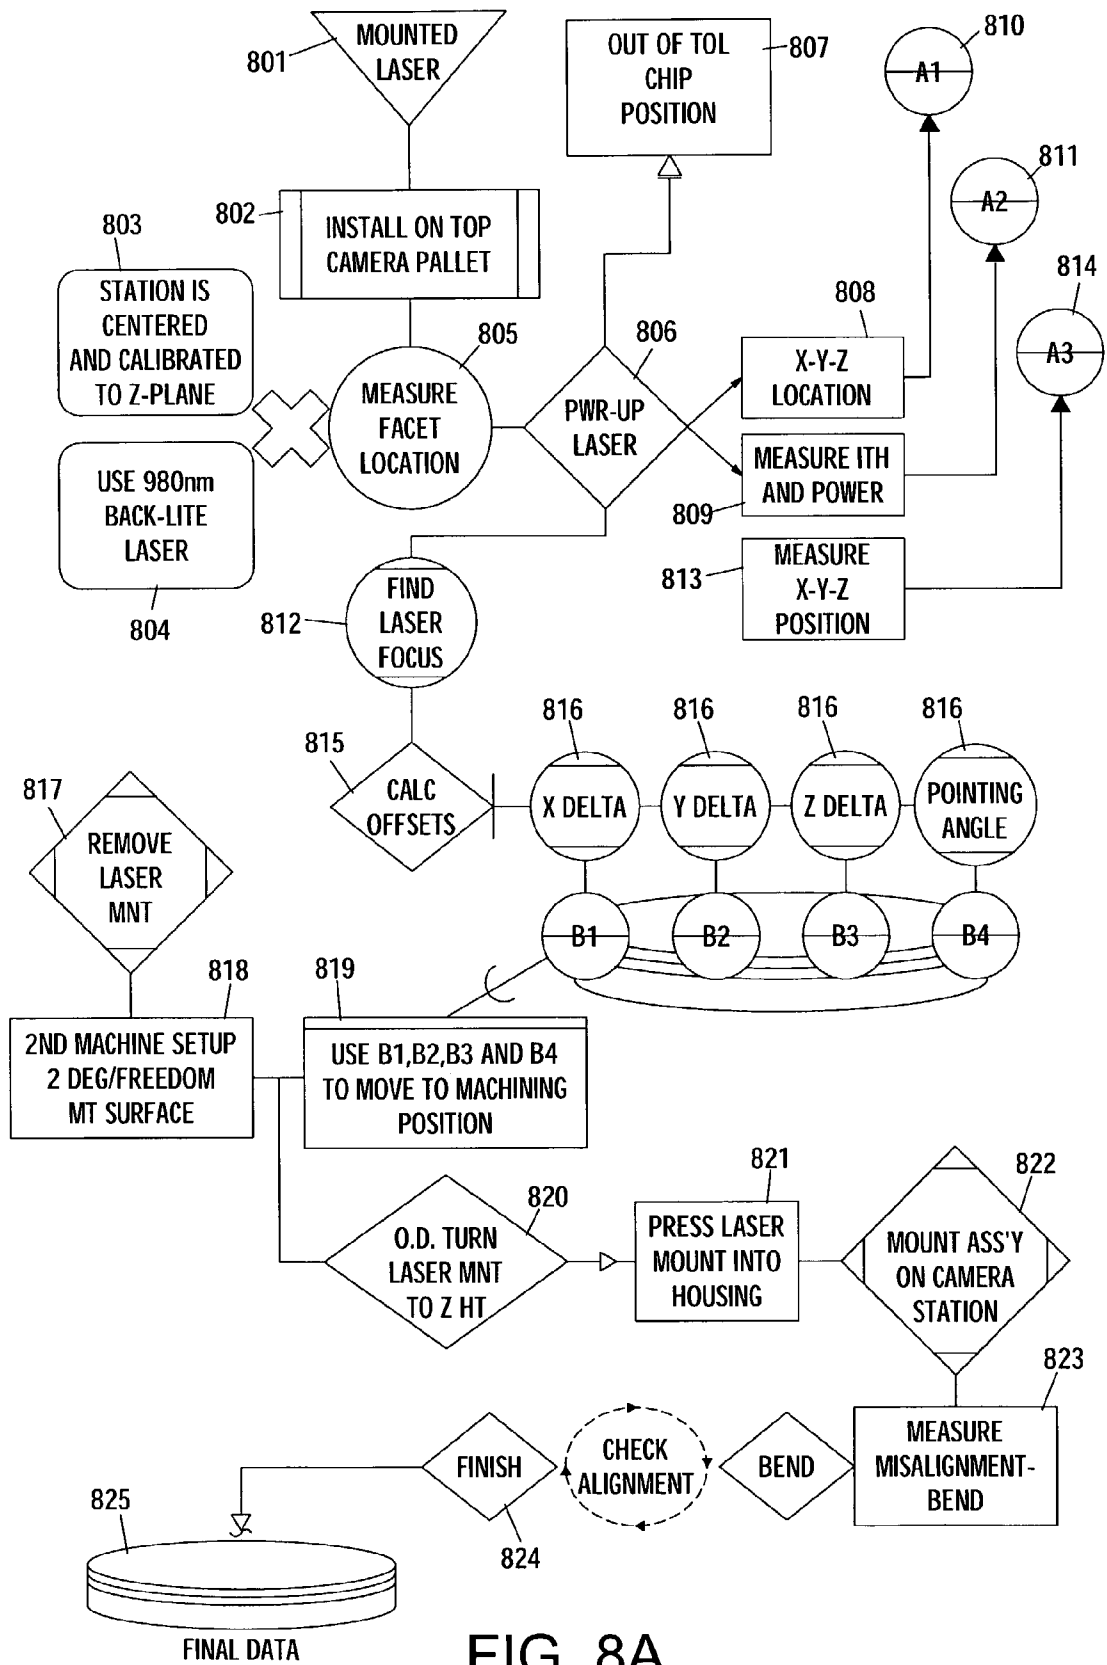 801
MOUNTED
LASER
OUT OF TOL
CHIP
POSITION
807
810
A1
811
A2
814
A3
802
INSTALL ON TOP
CAMERA PALLET
803
STATION IS
CENTERED
AND CALIBRATED
TO Z-PLANE
USE 980nm
BACK-LITE
LASER
804
805
MEASURE
FACET
LOCATION
806
PWR-UP
LASER
808
X-Y-Z
LOCATION
MEASURE ITH
AND POWER
809
813
MEASURE
X-Y-Z
POSITION
812
FIND
LASER
FOCUS
815
CALC
OFFSETS
816
X DELTA
816
Y DELTA
816
Z DELTA
816
POINTING
ANGLE
B1
B2
B3
B4
817
REMOVE
LASER
MNT
818
2ND MACHINE SETUP
2 DEG/FREEDOM
MT SURFACE
819
USE B1,B2,B3 AND B4
TO MOVE TO MACHINING
POSITION
820
O.D. TURN
LASER MNT
TO Z HT
821
PRESS LASER
MOUNT INTO
HOUSING
822
MOUNT ASS'Y
ON CAMERA
STATION
823
MEASURE
MISALIGNMENT-
BEND
BEND
CHECK
ALIGNMENT
FINISH
824
825
FINAL DATA
FIG. 8A